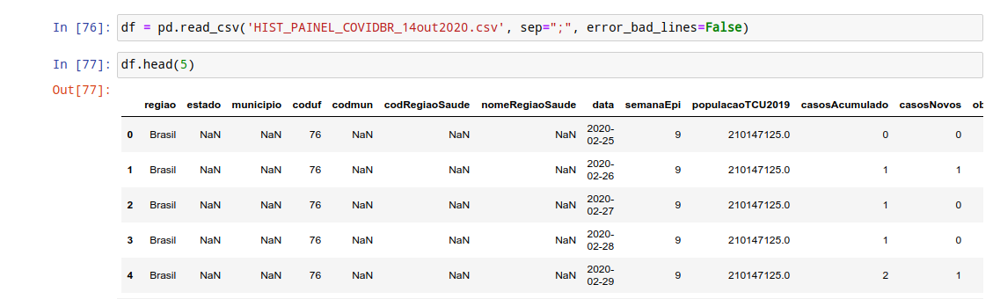 In [76]: df = pd.read_csv('HIST_PAINEL_COVIDBR_14out2020.csv', sep=";", error_bad_lines=False)
In [77]: df.head(5)
Out[77]:
regiao estado municipio coduf codmun codRegiaoSaude nomeRegiaoSaude data semanaEpi populacaoTCU2019 casosAcumulado casosNovos ob
0 Brasil NaN NaN 76 NaN NaN NaN 2020-02-25 9 210147125.0 0 0
1 Brasil NaN NaN 76 NaN NaN NaN 2020-02-26 9 210147125.0 1 1
2 Brasil NaN NaN 76 NaN NaN NaN 2020-02-27 9 210147125.0 1 0
3 Brasil NaN NaN 76 NaN NaN NaN 2020-02-28 9 210147125.0 1 0
4 Brasil NaN NaN 76 NaN NaN NaN 2020-02-29 9 210147125.0 2 1